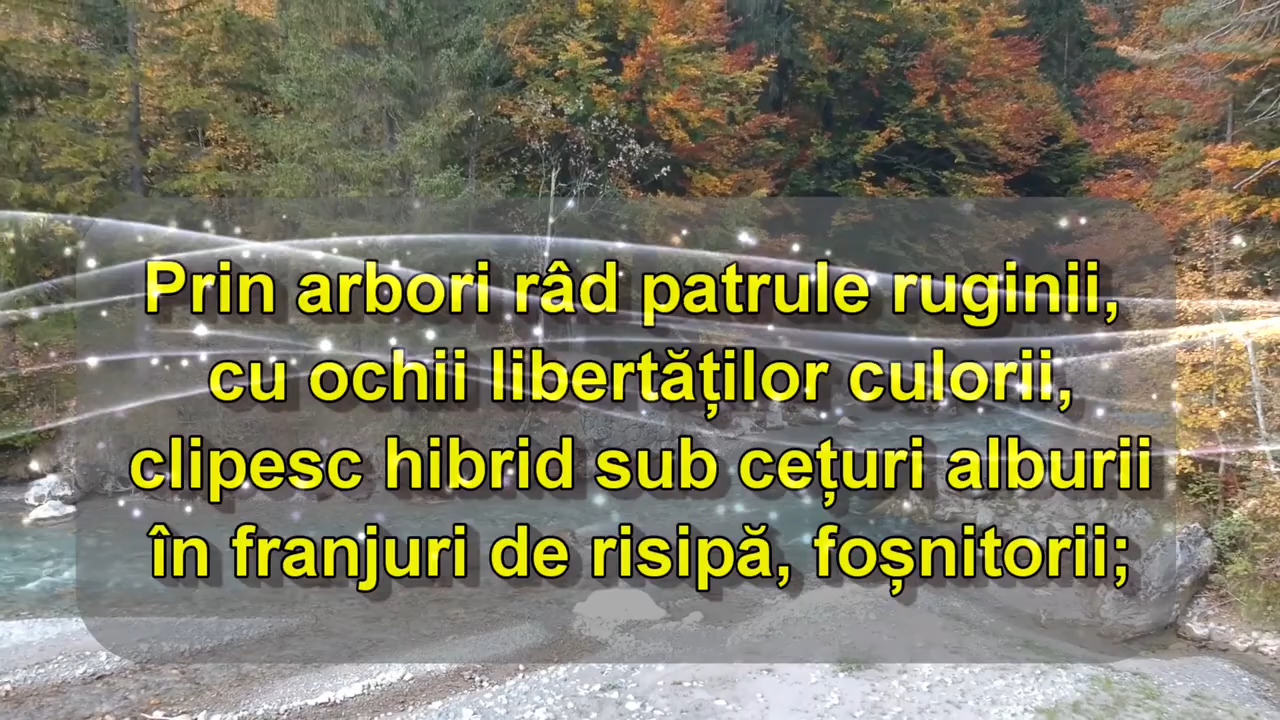 Prin arbori râd patrule ruginii,
cu ochii libertăților culorii,
clipesc hibrid sub cețuri alburii
în franjuri de risipă, foșnitorii;